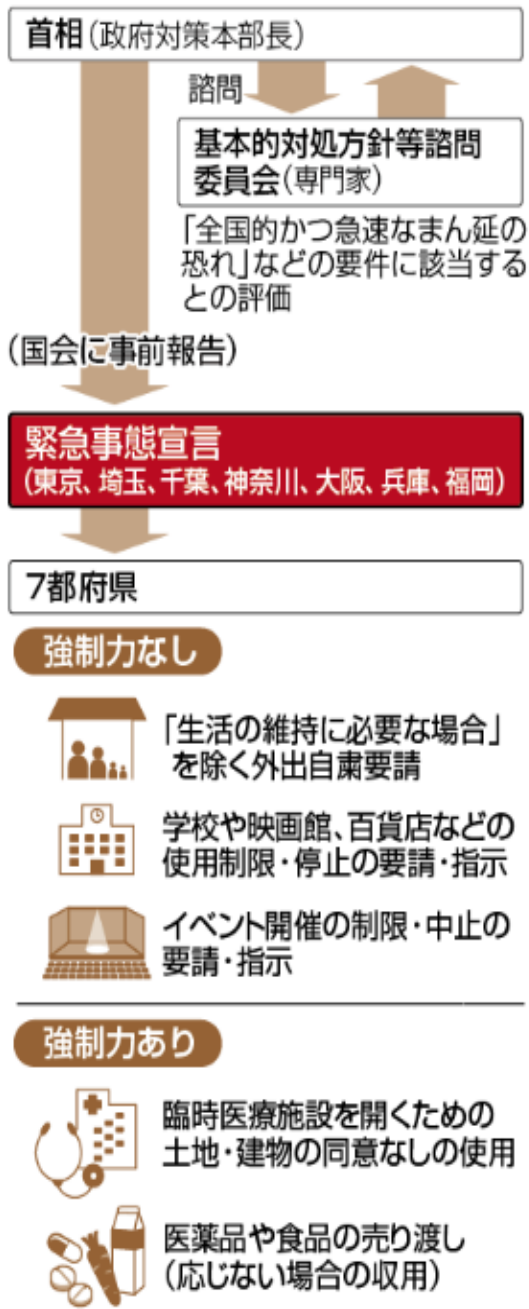 首相(政府対策本部長)
諮問
基本的対処方針等諮問
委員会(専門家)
「全国的かつ急速なまん延の
恐れ」などの要件に該当する
との評価
(国会に事前報告)
緊急事態宣言
(東京、埼玉、千葉、神奈川、大阪、兵庫、福岡)
7都府県
強制力なし
「生活の維持に必要な場合」
を除く外出自粛要請
学校や映画館、百貨店などの
使用制限・停止の要請・指示
イベント開催の制限・中止の
要請・指示
強制力あり
臨時医療施設を開くための
土地・建物の同意なしの使用
医薬品や食品の売り渡し
(応じない場合の収用)